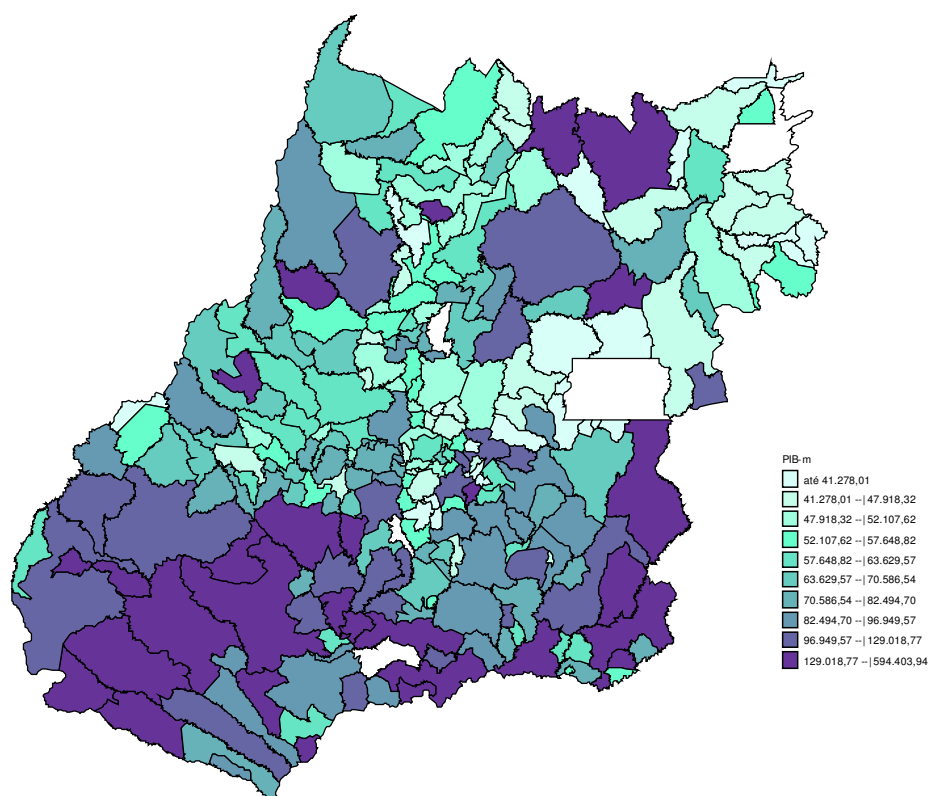 PIB-m
até 41.278,01
41.278,01 --| 47.918,32
47.918,32 --| 52.107,62
52.107,62 --| 57.648,82
57.648,82 --| 63.629,57
63.629,57 --| 70.586,54
70.586,54 --| 82.494,70
82.494,70 --| 96.949,57
96.949,57 --| 129.018,77
129.018,77 --| 594.403,94